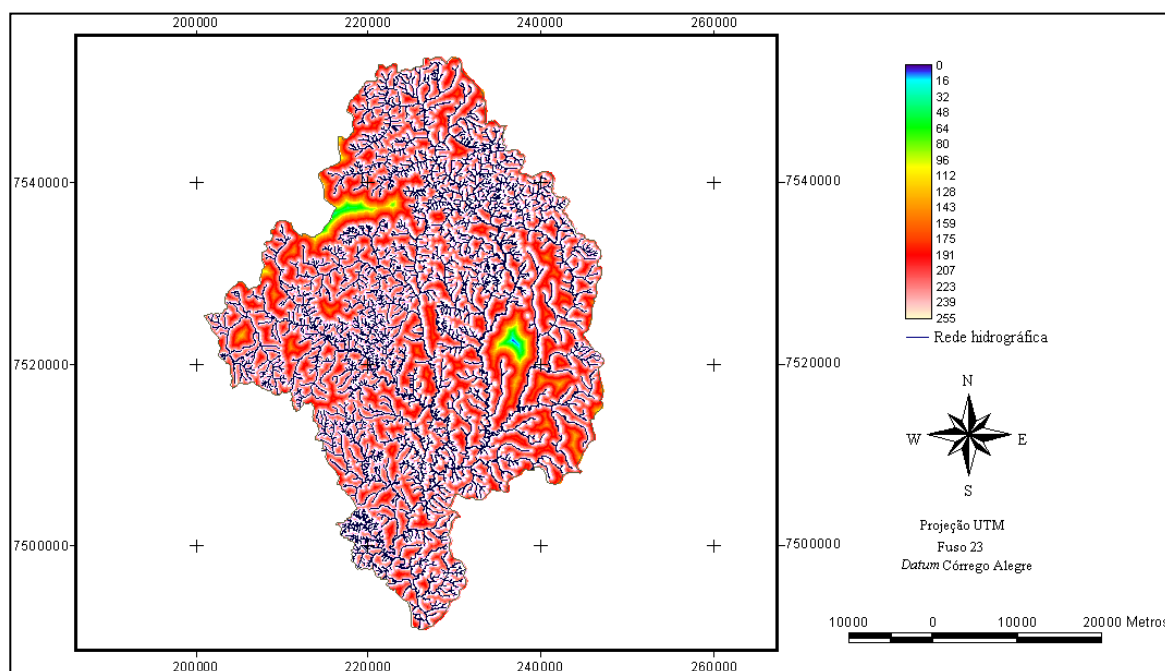 200000 220000 240000 260000
7540000 7540000
7520000 7520000
7500000 7500000
200000 220000 240000 260000
0
16
32
48
64
80
96
112
128
143
159
175
191
207
223
239
255
Rede hidrográfica
N
W E
S
Projeção UTM
Fuso 23
Datum Córrego Alegre
10000 0 10000 20000 Metros